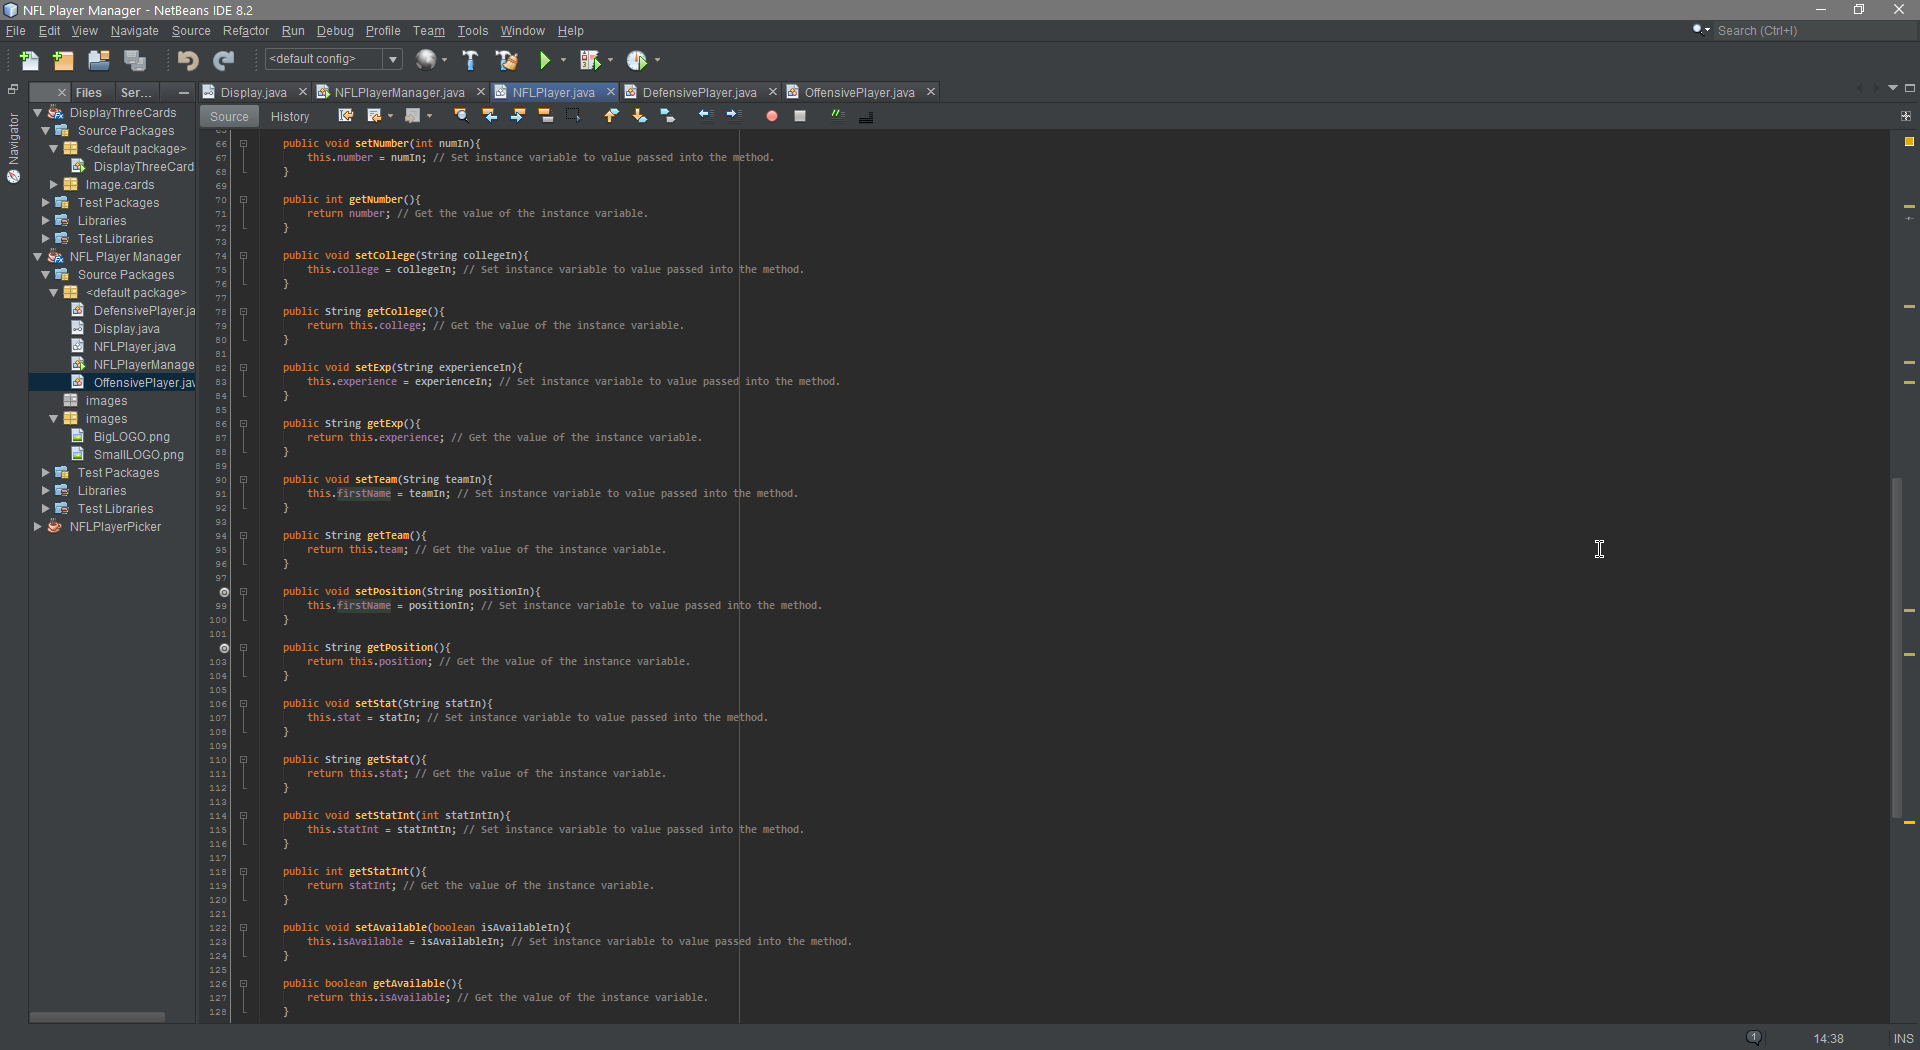 NFL Player Manager - NetBeans IDE 8.2
File Edit View Navigate Source Refactor Run Debug Profile Team Tools Window Help
Search (Ctrl+I)
<default config>
Files Ser...
Display.java NFLPlayerManager.java NFLPlayer.java DefensivePlayer.java OffensivePlayer.java
Source History
Navigator
DisplayThreeCards
Source Packages
<default package>
DisplayThreeCard
Image.cards
Test Packages
Libraries
Test Libraries
NFL Player Manager
Source Packages
<default package>
DefensivePlayer.ja
Display.java
NFLPlayer.java
NFLPlayerManage
OffensivePlayer.jav
images
images
BigLOGO.png
SmallLOGO.png
Test Packages
Libraries
Test Libraries
NFLPlayerPicker
66 public void setNumber(int numIn){
67 this.number = numIn; // Set instance variable to value passed into the method.
68 }
69
70 public int getNumber(){
71 return number; // Get the value of the instance variable.
72 }
73
74 public void setCollege(String collegeIn){
75 this.college = collegeIn; // Set instance variable to value passed into the method.
76 }
77
78 public String getCollege(){
79 return this.college; // Get the value of the instance variable.
80 }
81
82 public void setExp(String experienceIn){
83 this.experience = experienceIn; // Set instance variable to value passed into the method.
84 }
85
86 public String getExp(){
87 return this.experience; // Get the value of the instance variable.
88 }
89
90 public void setTeam(String teamIn){
91 this.firstName = teamIn; // Set instance variable to value passed into the method.
92 }
93
94 public String getTeam(){
95 return this.team; // Get the value of the instance variable.
96 }
97
public void setPosition(String positionIn){
99 this.firstName = positionIn; // Set instance variable to value passed into the method.
100 }
101
public String getPosition(){
103 return this.position; // Get the value of the instance variable.
104 }
105
106 public void setStat(String statIn){
107 this.stat = statIn; // Set instance variable to value passed into the method.
108 }
109
110 public String getStat(){
111 return this.stat; // Get the value of the instance variable.
112 }
113
114 public void setStatInt(int statIntIn){
115 this.statInt = statIntIn; // Set instance variable to value passed into the method.
116 }
117
118 public int getStatInt(){
119 return statInt; // Get the value of the instance variable.
120 }
121
122 public void setAvailable(boolean isAvailableIn){
123 this.isAvailable = isAvailableIn; // Set instance variable to value passed into the method.
124 }
125
126 public boolean getAvailable(){
127 return this.isAvailable; // Get the value of the instance variable.
128 }
1 14:38 INS